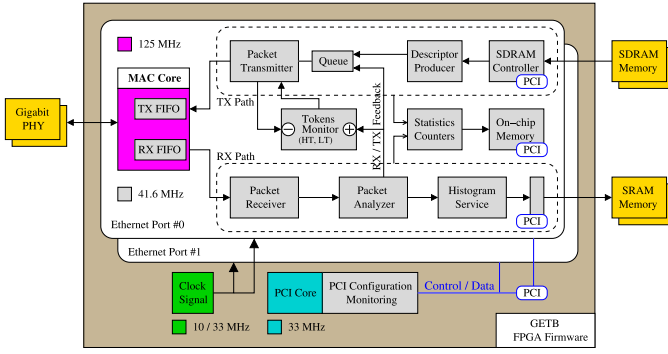 125 MHz
MAC Core
TX FIFO
RX FIFO
41.6 MHz
Ethernet Port #0
Ethernet Port #1
Gigabit
PHY
Packet
Transmitter
Queue
Descriptor
Producer
SDRAM
Controller
PCI
SDRAM
Memory
TX Path
Tokens
Monitor
(HT, LT)
RX / TX Feedback
Statistics
Counters
On-chip
Memory
PCI
RX Path
Packet
Receiver
Packet
Analyzer
Histogram
Service
PCI
SRAM
Memory
Clock
Signal
10 / 33 MHz
PCI Core
PCI Configuration
Monitoring
33 MHz
Control / Data
PCI
GETB
FPGA Firmware